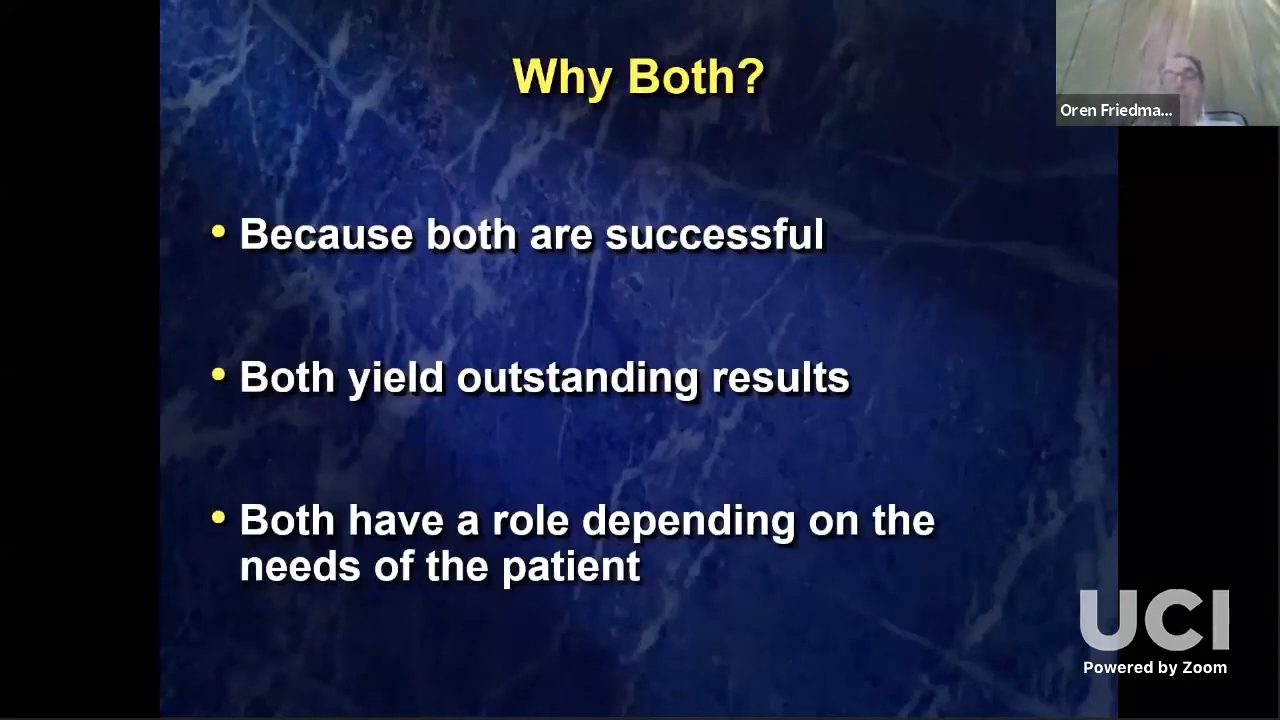 Why Both?
Oren Friedma...
• Because both are successful
• Both yield outstanding results
• Both have a role depending on the
needs of the patient
UCI
Powered by Zoom